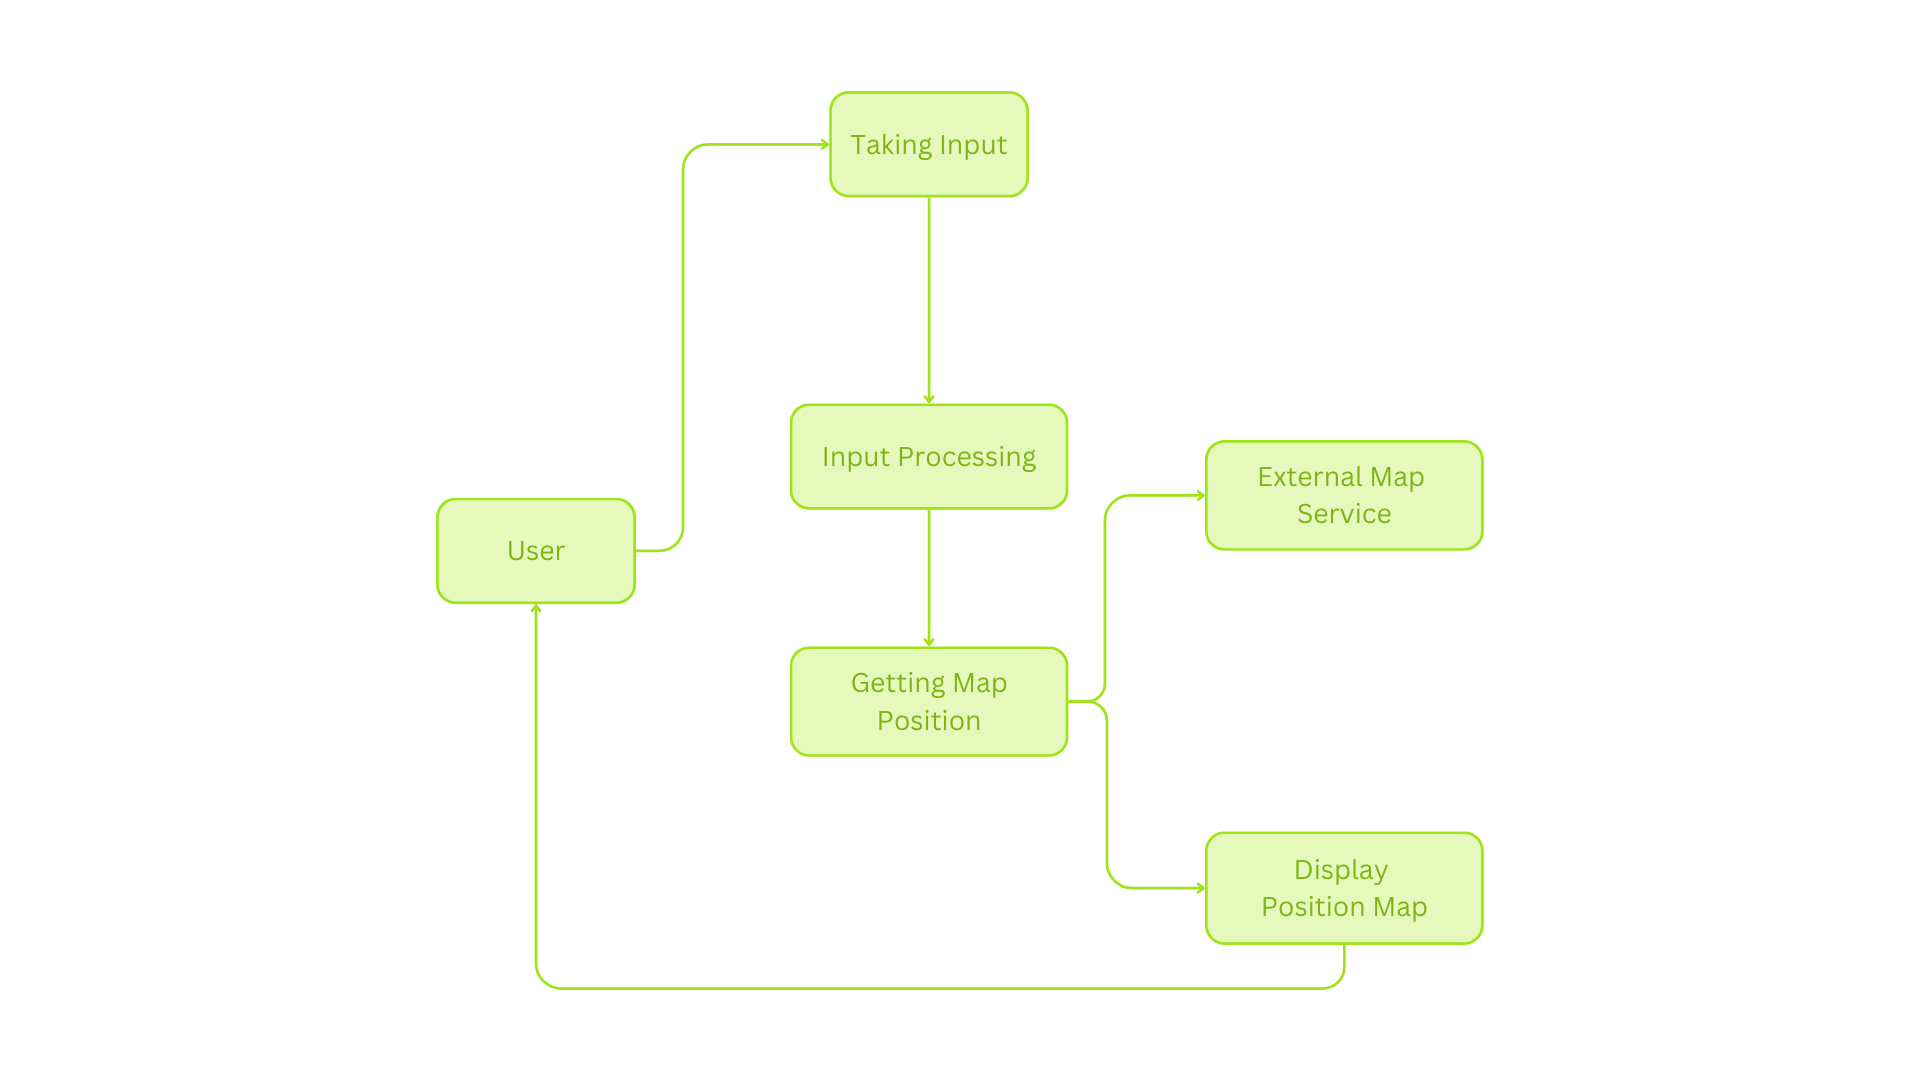 Taking Input
Input Processing
External Map
Service
User
Getting Map
Position
Display
Position Map